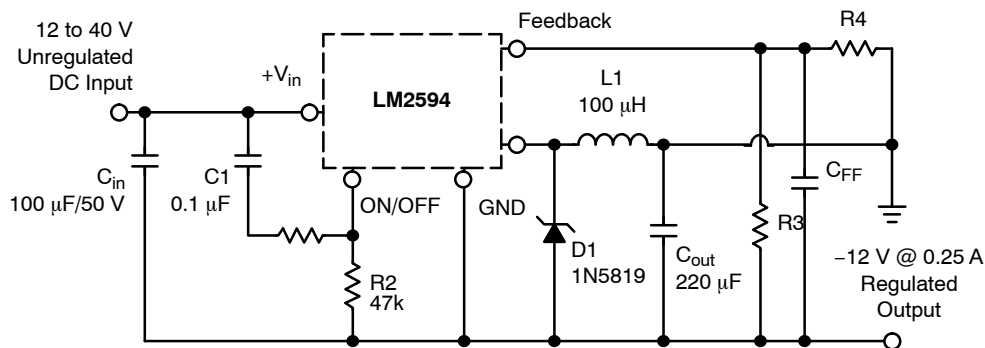 12 to 40 V
Unregulated
DC Input
+Vin
LM2594
Feedback
R4
L1
100 μH
Cin
100 μF/50 V
C1
0.1 μF
ON/OFF
GND
R2
47k
D1
1N5819
Cout
220 μF
R3
CFF
−12 V @ 0.25 A
Regulated
Output